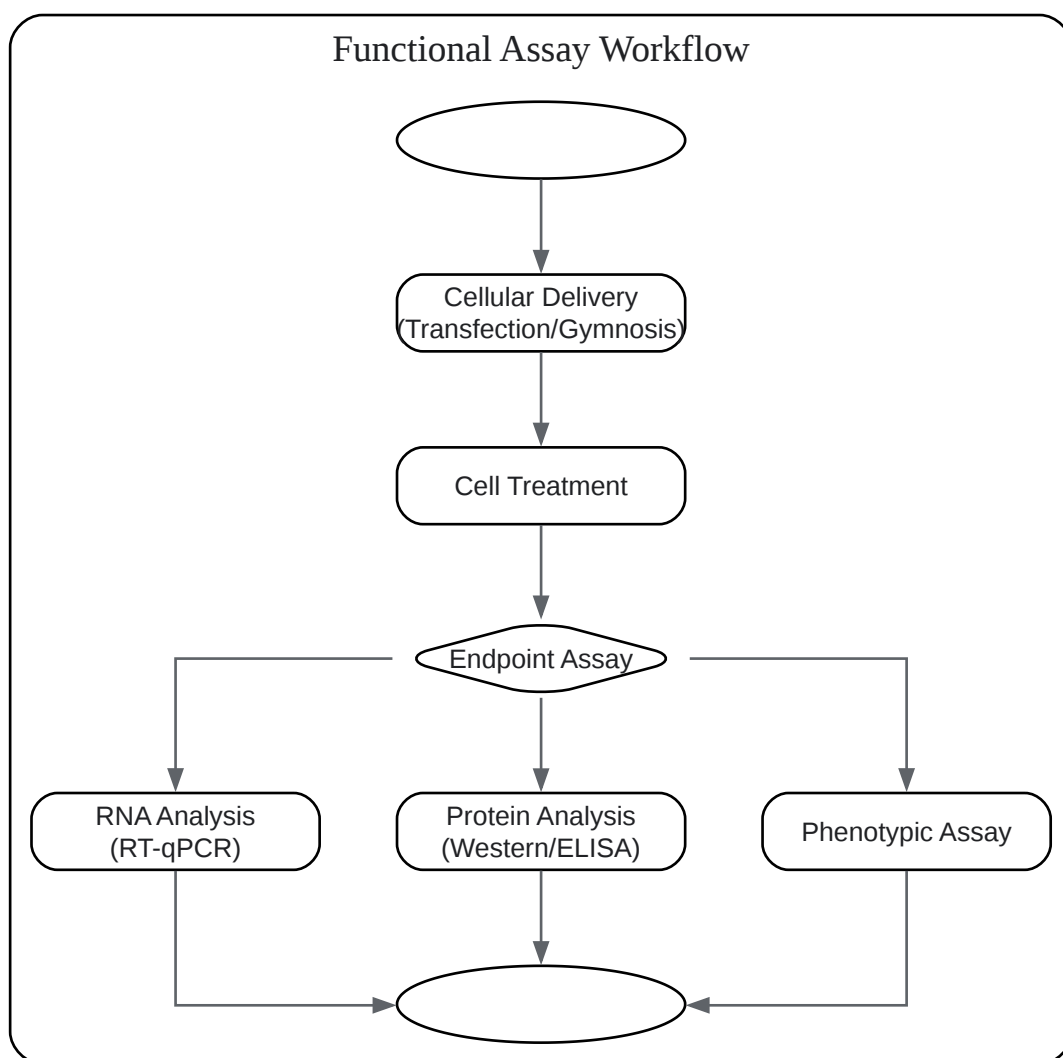 Functional Assay Workflow
Cellular Delivery
(Transfection/Gymnosis)
Cell Treatment
Endpoint Assay
RNA Analysis
(RT-qPCR)
Protein Analysis
(Western/ELISA)
Phenotypic Assay